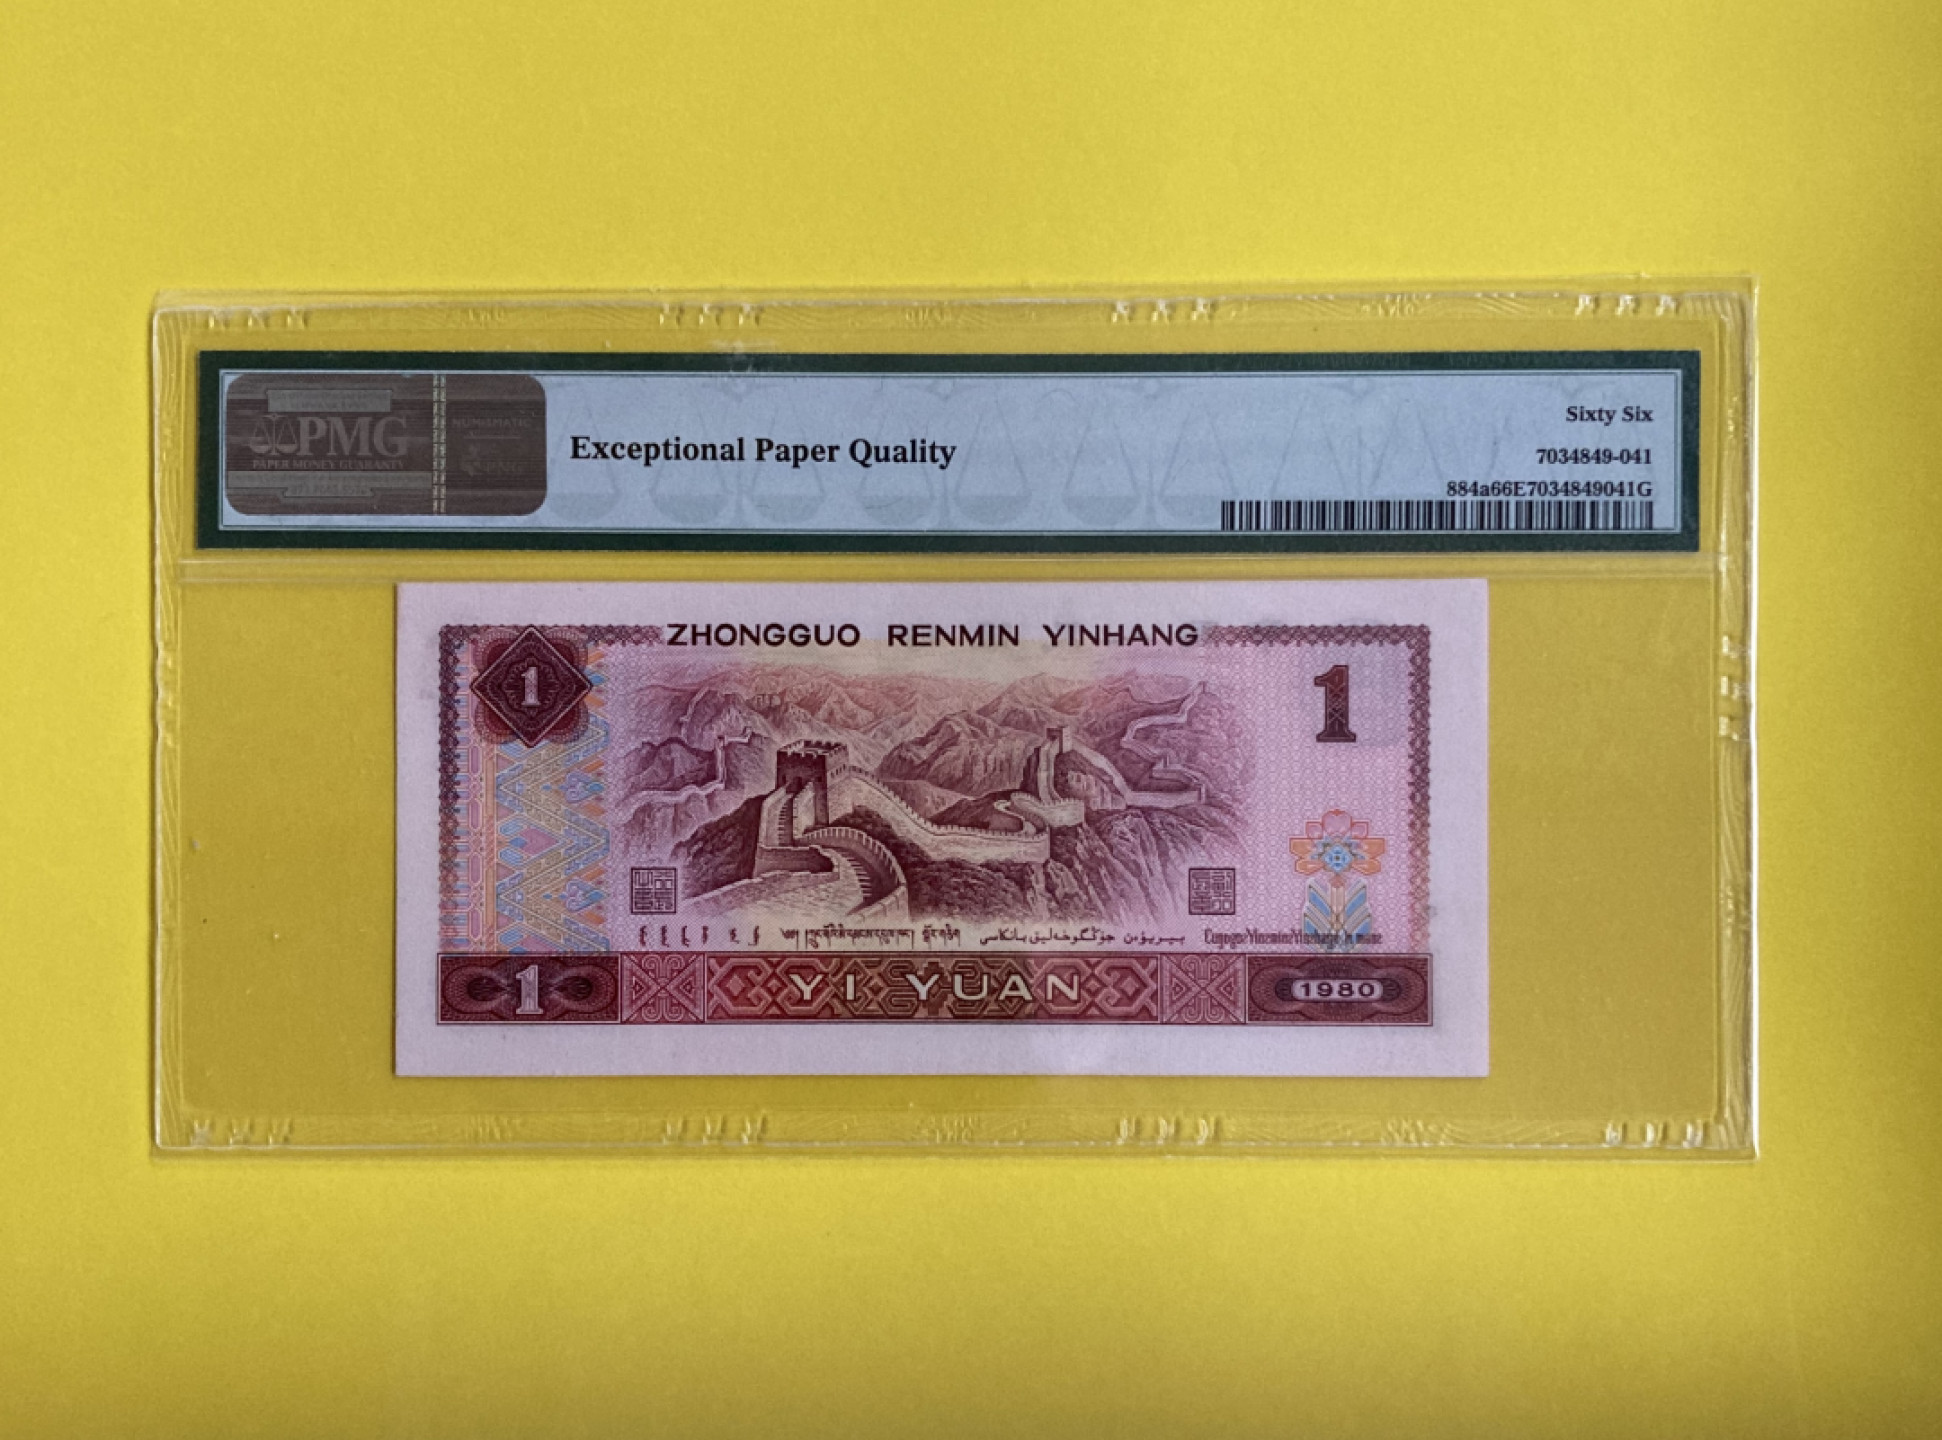 PMG
PAPER MONEY GUARANTY
NUMISMATIC
Exceptional Paper Quality
Sixty Six
7034849-041
884a66E7034849041G
ZHONGGUO RENMIN YINHANG
1
1
1
YI YUAN
1980